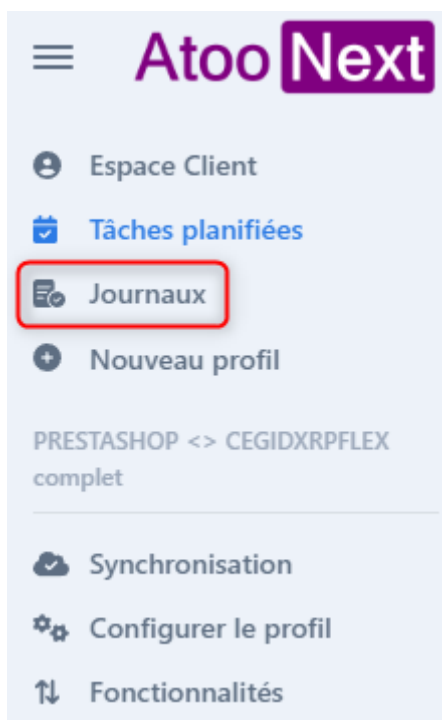 Atoo Next
Espace Client
Tâches planifiées
Journaux
Nouveau profil
PRESTASHOP <> CEGIDXRPFLEX
complet
Synchronisation
Configurer le profil
Fonctionnalités